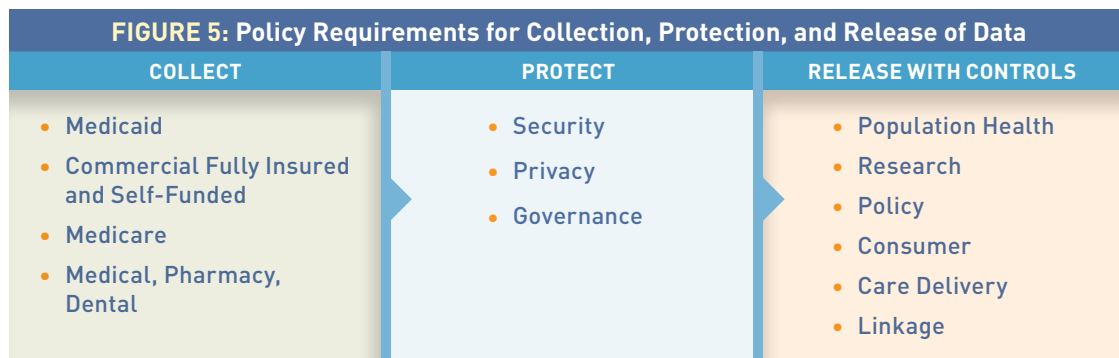 FIGURE 5: Policy Requirements for Collection, Protection, and Release of Data
COLLECT
• Medicaid
• Commercial Fully Insured
and Self-Funded
• Medicare
• Medical, Pharmacy,
Dental
PROTECT
• Security
• Privacy
• Governance
RELEASE WITH CONTROLS
• Population Health
• Research
• Policy
• Consumer
• Care Delivery
• Linkage